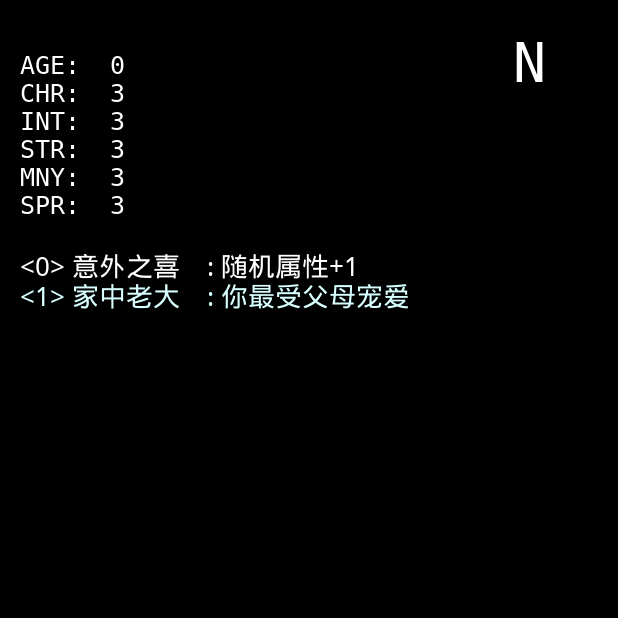 N
AGE: 0
CHR: 3
INT: 3
STR: 3
MNY: 3
SPR: 3
<0> 意外之喜 : 随机属性+1
<1> 家中老大 : 你最受父母宠爱